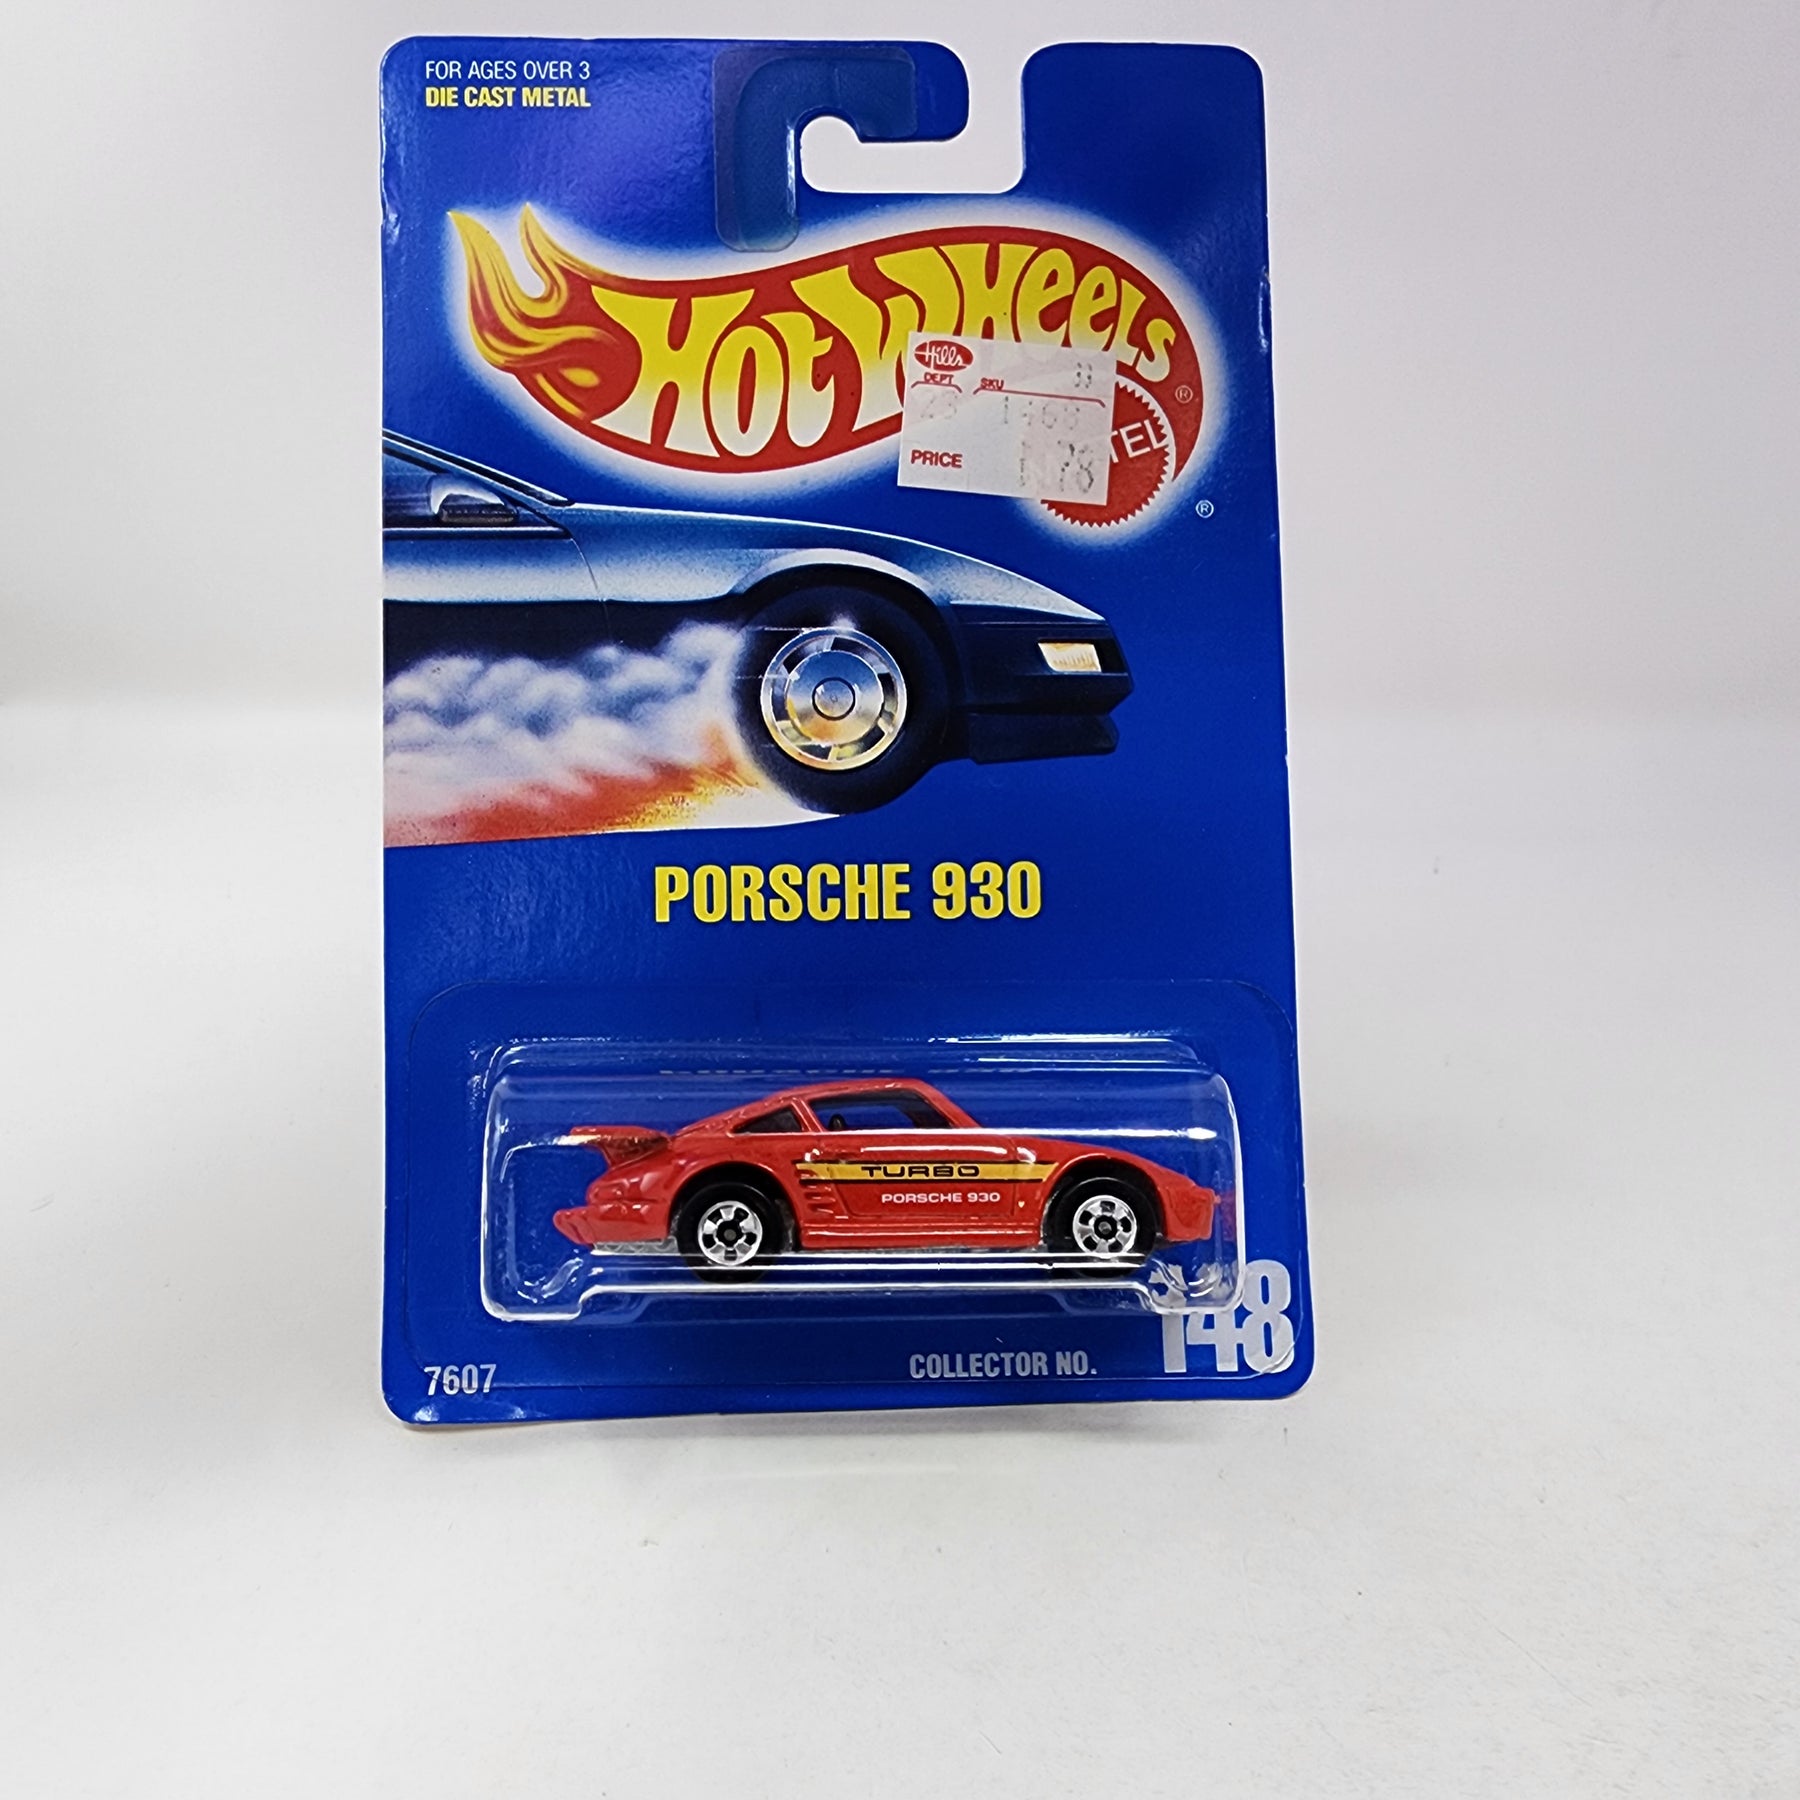 FOR AGES OVER 3
DIE CAST METAL
HOT WHEELS
®
Hills
DEPT SKU
PRICE
®
PORSCHE 930
TURBO
PORSCHE 930
148
7607
COLLECTOR NO.